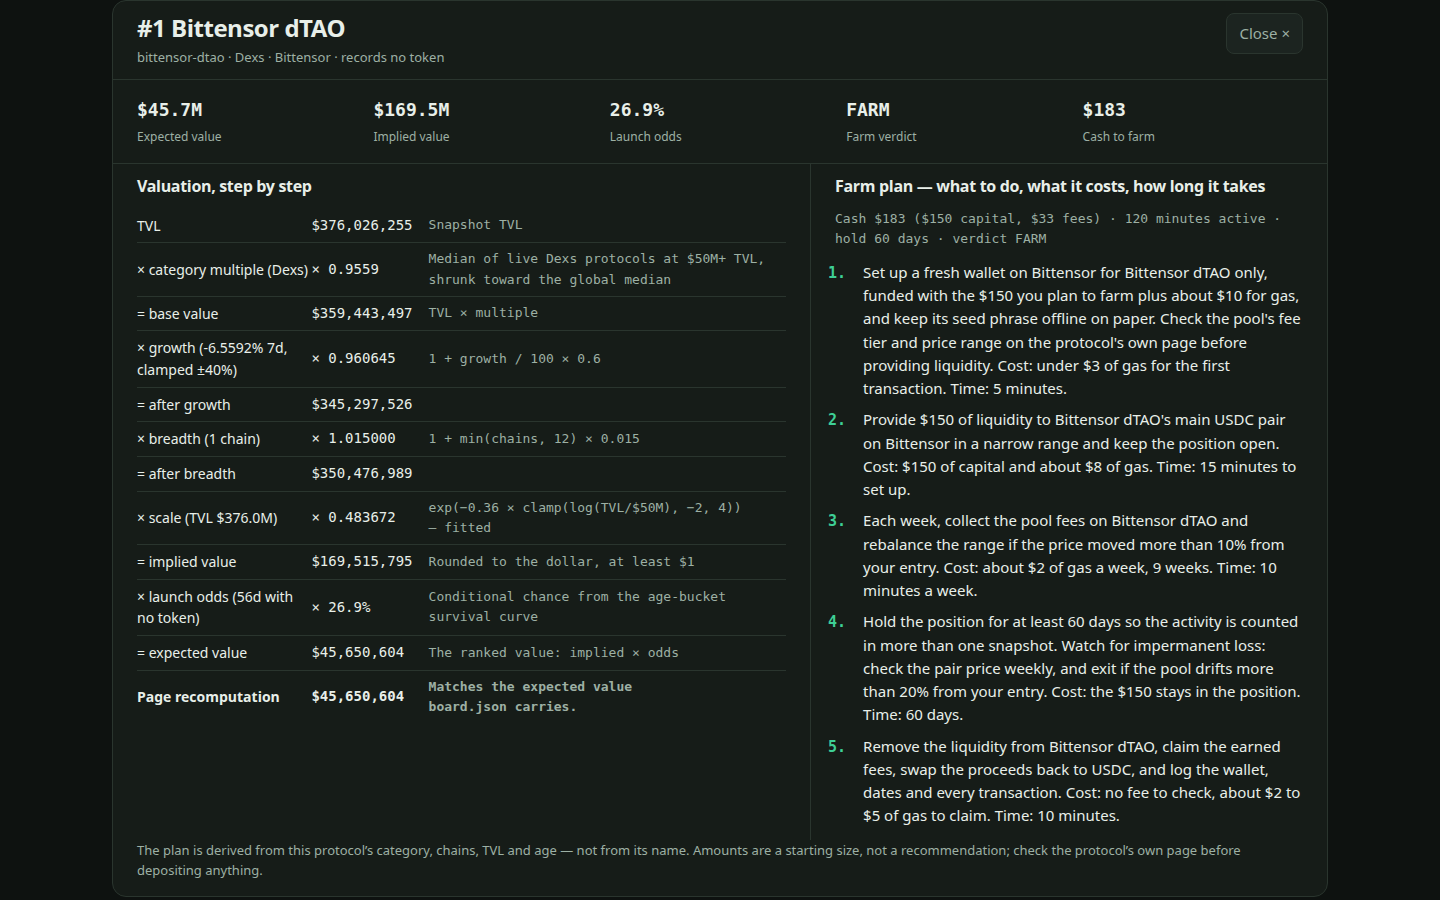 #1 Bittensor dTAO
bittensor-dtao · Dexs · Bittensor · records no token
Close ×
$45.7M
Expected value
$169.5M
Implied value
26.9%
Launch odds
FARM
Farm verdict
$183
Cash to farm
Valuation, step by step
TVL $376,026,255 Snapshot TVL
× category multiple (Dexs) × 0.9559 Median of live Dexs protocols at $50M+ TVL,
shrunk toward the global median
= base value $359,443,497 TVL × multiple
× growth (-6.5592% 7d,
clamped ±40%) × 0.960645 1 + growth / 100 × 0.6
= after growth $345,297,526
× breadth (1 chain) × 1.015000 1 + min(chains, 12) × 0.015
= after breadth $350,476,989
× scale (TVL $376.0M) × 0.483672 exp(−0.36 × clamp(log(TVL/$50M), −2, 4))
— fitted
= implied value $169,515,795 Rounded to the dollar, at least $1
× launch odds (56d with
no token) × 26.9% Conditional chance from the age-bucket
survival curve
= expected value $45,650,604 The ranked value: implied × odds
Page recomputation $45,650,604 Matches the expected value
board.json carries.
Farm plan — what to do, what it costs, how long it takes
Cash $183 ($150 capital, $33 fees) · 120 minutes active ·
hold 60 days · verdict FARM
1. Set up a fresh wallet on Bittensor for Bittensor dTAO only,
funded with the $150 you plan to farm plus about $10 for gas,
and keep its seed phrase offline on paper. Check the pool's fee
tier and price range on the protocol's own page before
providing liquidity. Cost: under $3 of gas for the first
transaction. Time: 5 minutes.
2. Provide $150 of liquidity to Bittensor dTAO's main USDC pair
on Bittensor in a narrow range and keep the position open.
Cost: $150 of capital and about $8 of gas. Time: 15 minutes to
set up.
3. Each week, collect the pool fees on Bittensor dTAO and
rebalance the range if the price moved more than 10% from
your entry. Cost: about $2 of gas a week, 9 weeks. Time: 10
minutes a week.
4. Hold the position for at least 60 days so the activity is counted
in more than one snapshot. Watch for impermanent loss:
check the pair price weekly, and exit if the pool drifts more
than 20% from your entry. Cost: the $150 stays in the position.
Time: 60 days.
5. Remove the liquidity from Bittensor dTAO, claim the earned
fees, swap the proceeds back to USDC, and log the wallet,
dates and every transaction. Cost: no fee to check, about $2 to
$5 of gas to claim. Time: 10 minutes.
The plan is derived from this protocol's category, chains, TVL and age — not from its name. Amounts are a starting size, not a recommendation; check the protocol's own page before
depositing anything.